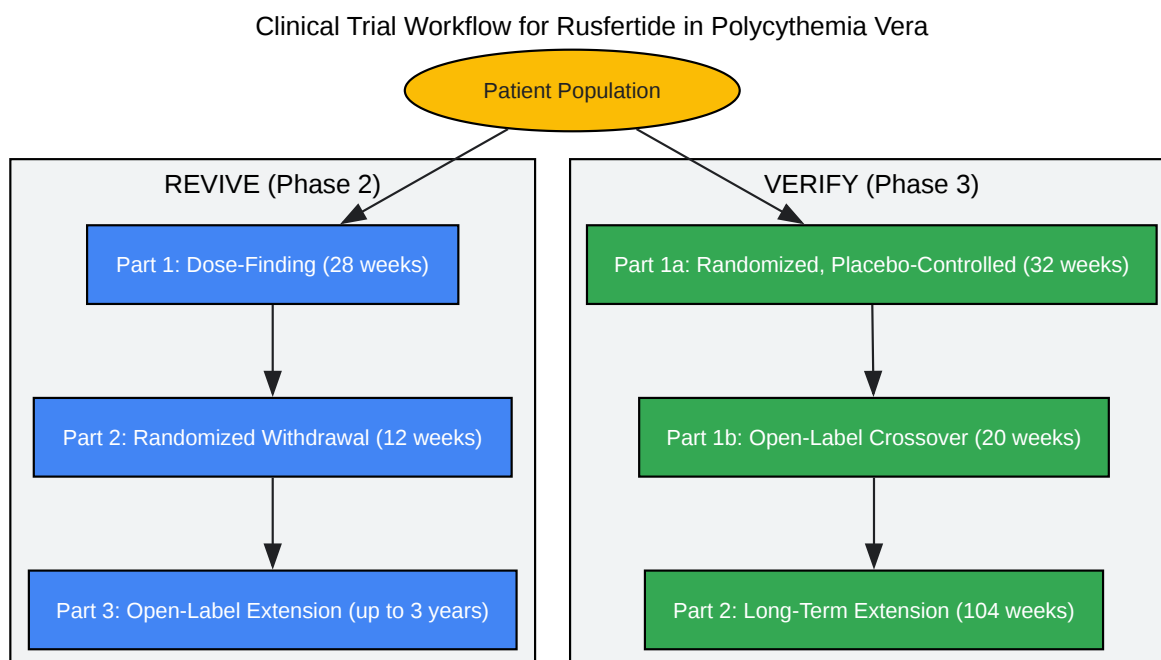 Clinical Trial Workflow for Rusfertide in Polycythemia Vera
Patient Population
REVIVE (Phase 2)
Part 1: Dose-Finding (28 weeks)
Part 2: Randomized Withdrawal (12 weeks)
Part 3: Open-Label Extension (up to 3 years)
VERIFY (Phase 3)
Part 1a: Randomized, Placebo-Controlled (32 weeks)
Part 1b: Open-Label Crossover (20 weeks)
Part 2: Long-Term Extension (104 weeks)